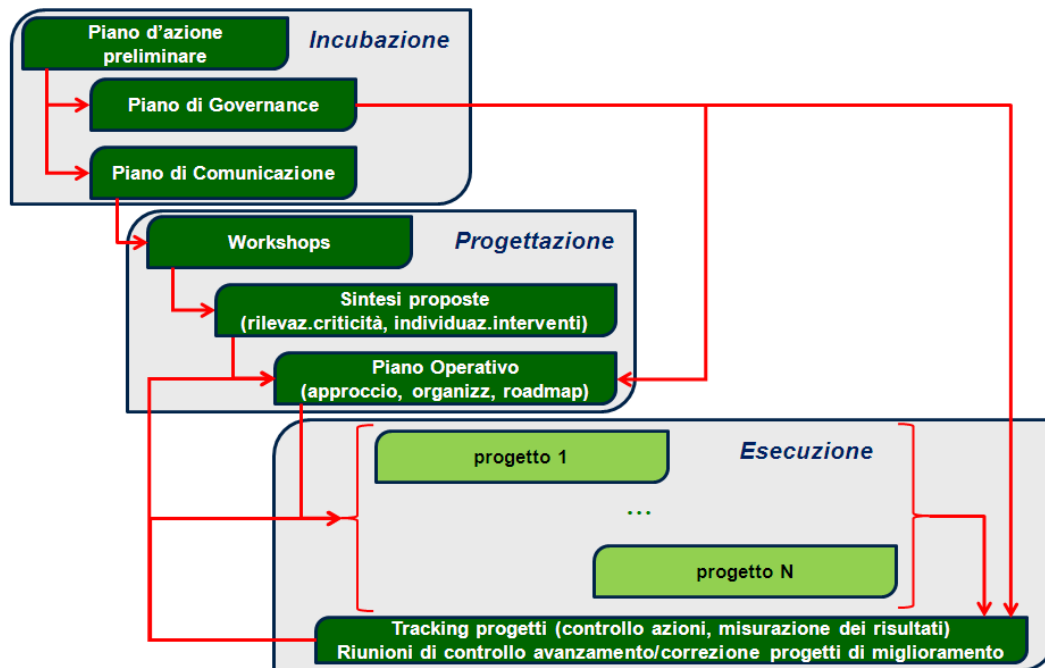 Piano d’azione
preliminare
Incubazione
Piano di Governance
Piano di Comunicazione
Workshops
Progettazione
Sintesi proposte
(rilevaz.criticità, individuaz.interventi)
Piano Operativo
(approccio, organizz, roadmap)
progetto 1
Esecuzione
...
progetto N
Tracking progetti (controllo azioni, misurazione dei risultati)
Riunioni di controllo avanzamento/correzione progetti di miglioramento